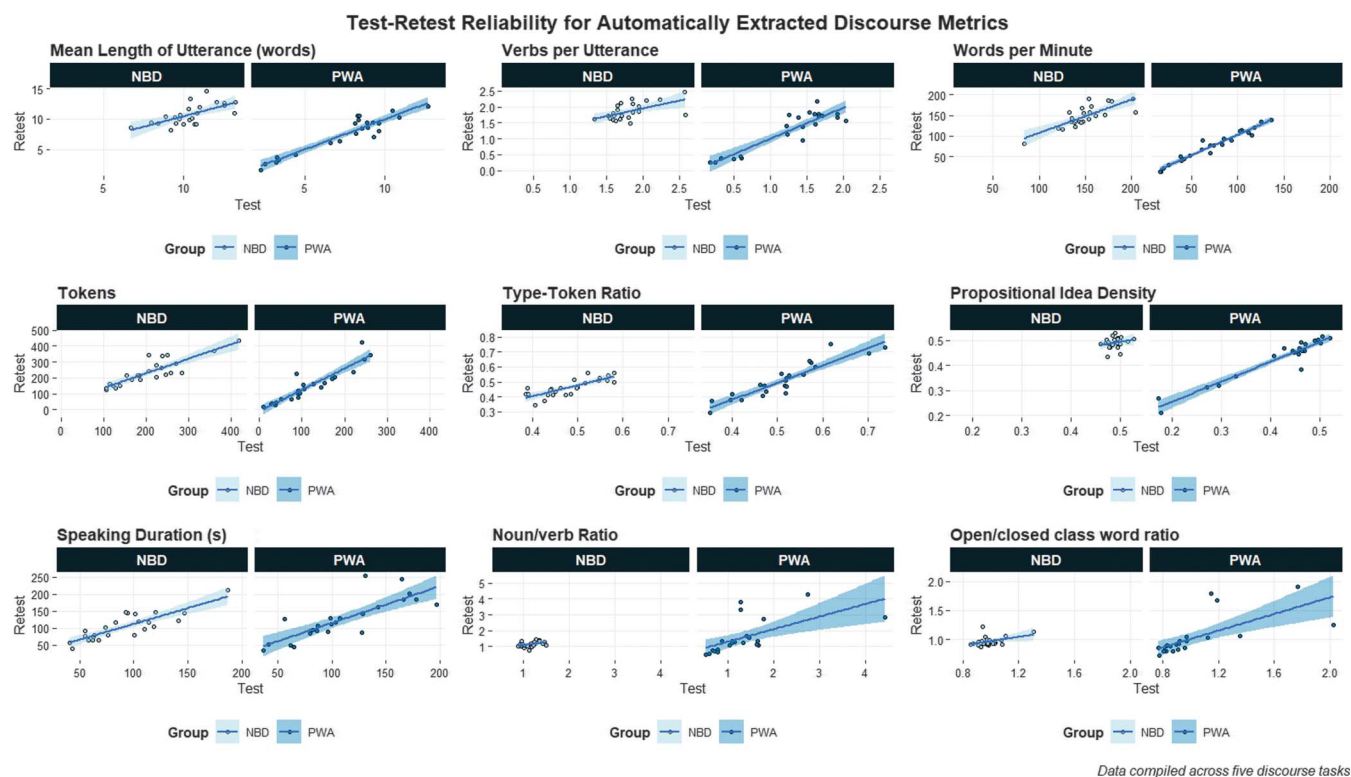 Test-Retest Reliability for Automatically Extracted Discourse Metrics
Mean Length of Utterance (words)
NBD PWA
15
10
5
Retest
5 10 5 10
Test
Group NBD PWA
Verbs per Utterance
NBD PWA
2.5
2.0
1.5
1.0
0.5
0.0
Retest
0.5 1.0 1.5 2.0 2.5 0.5 1.0 1.5 2.0 2.5
Test
Group NBD PWA
Words per Minute
NBD PWA
200
150
100
50
Retest
50 100 150 200 50 100 150 200
Test
Group NBD PWA
Tokens
NBD PWA
500
400
300
200
100
0
Retest
0 100 200 300 400 0 100 200 300 400
Test
Group NBD PWA
Type-Token Ratio
NBD PWA
0.8
0.7
0.6
0.5
0.4
0.3
Retest
0.4 0.5 0.6 0.7 0.4 0.5 0.6 0.7
Test
Group NBD PWA
Propositional Idea Density
NBD PWA
0.5
0.4
0.3
0.2
Retest
0.2 0.3 0.4 0.5 0.2 0.3 0.4 0.5
Test
Group NBD PWA
Speaking Duration (s)
NBD PWA
250
200
150
100
50
Retest
50 100 150 200 50 100 150 200
Test
Group NBD PWA
Noun/verb Ratio
NBD PWA
5
4
3
2
1
Retest
1 2 3 4 1 2 3 4
Test
Group NBD PWA
Open/closed class word ratio
NBD PWA
2.0
1.5
1.0
Retest
0.8 1.2 1.6 2.0 0.8 1.2 1.6 2.0
Test
Group NBD PWA
Data compiled across five discourse tasks